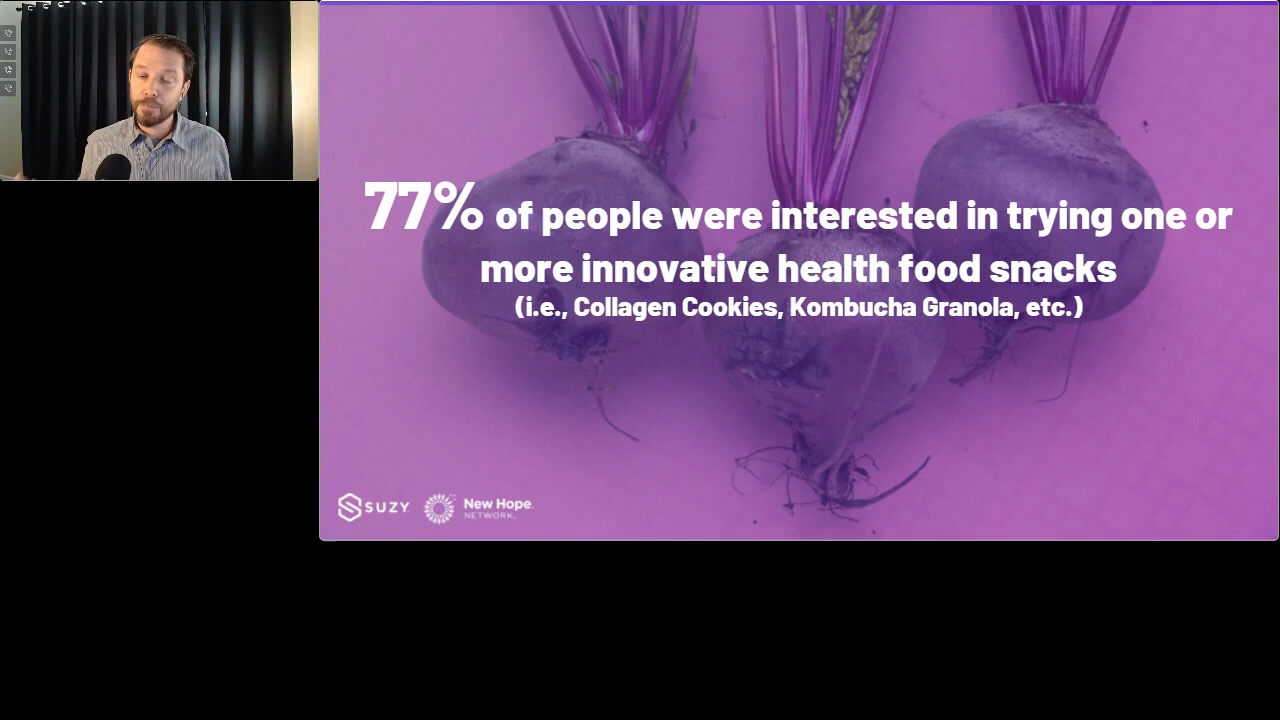 77% of people were interested in trying one or
more innovative health food snacks
(i.e., Collagen Cookies, Kombucha Granola, etc.)
SUZY
New Hope.
NETWORK.